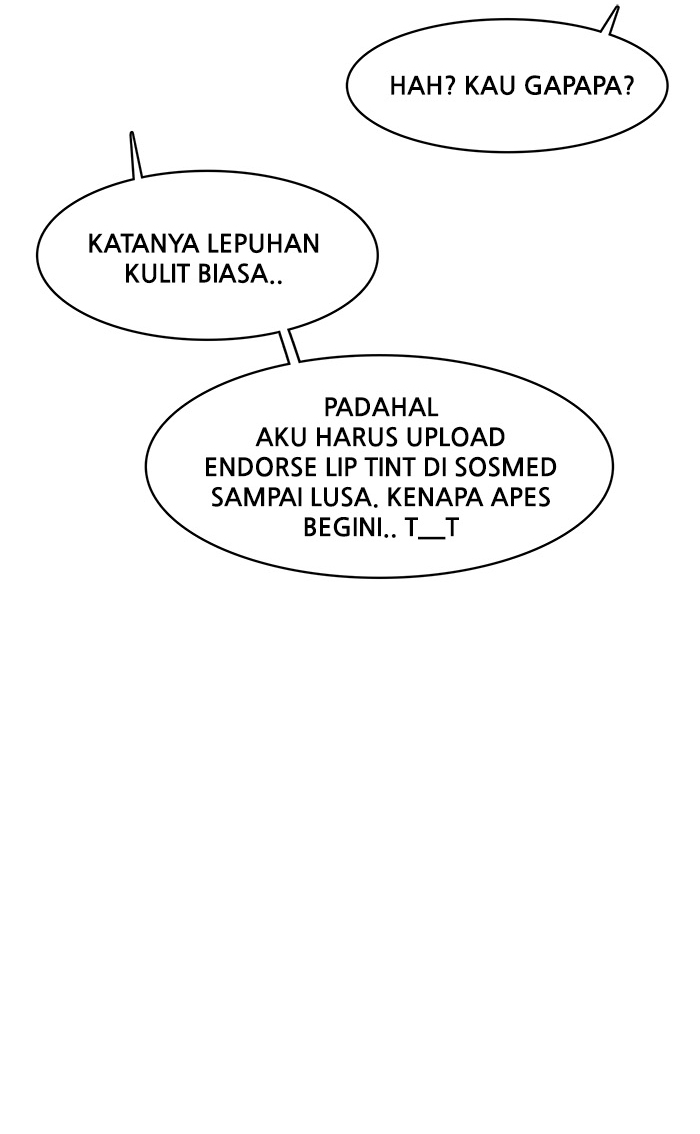 HAH? KAU GAPAPA?
KATANYA LEPUHAN
KULIT BIASA..
PADAHAL
AKU HARUS UPLOAD
ENDORSE LIP TINT DI SOSMED
SAMPAI LUSA. KENAPA APES
BEGINI.. T__T